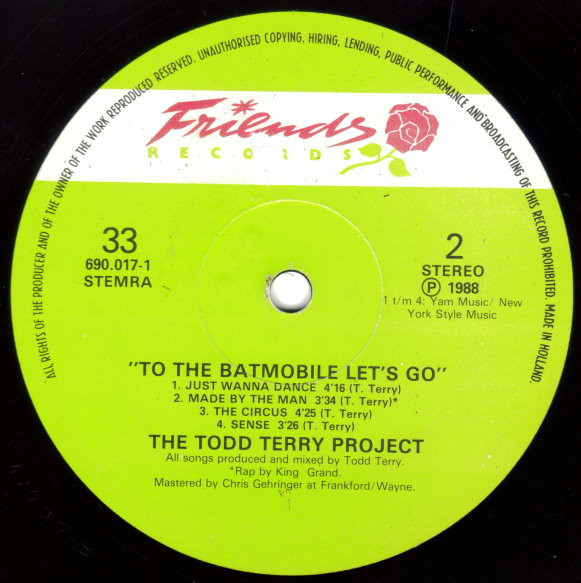 ALL RIGHTS OF THE PRODUCER AND OF THE OWNER OF THE WORK REPRODUCED RESERVED. UNAUTHORISED COPYING, HIRING, LENDING, PUBLIC PERFORMANCE AND BROADCASTING OF THIS RECORD PROHIBITED. MADE IN HOLLAND.
Friends
RECORDS
33
690.017-1
STEMRA
2
STEREO
Ⓟ 1988
1 t/m 4: Yam Music/ New
York Style Music
"TO THE BATMOBILE LET'S GO"
1. JUST WANNA DANCE 4'16 (T. Terry)
2. MADE BY THE MAN 3'34 (T. Terry)*
3. THE CIRCUS 4'25 (T. Terry)
4. SENSE 3'26 (T. Terry)
THE TODD TERRY PROJECT
All songs produced and mixed by Todd Terry.
*Rap by King Grand.
Mastered by Chris Gehringer at Frankford/Wayne.